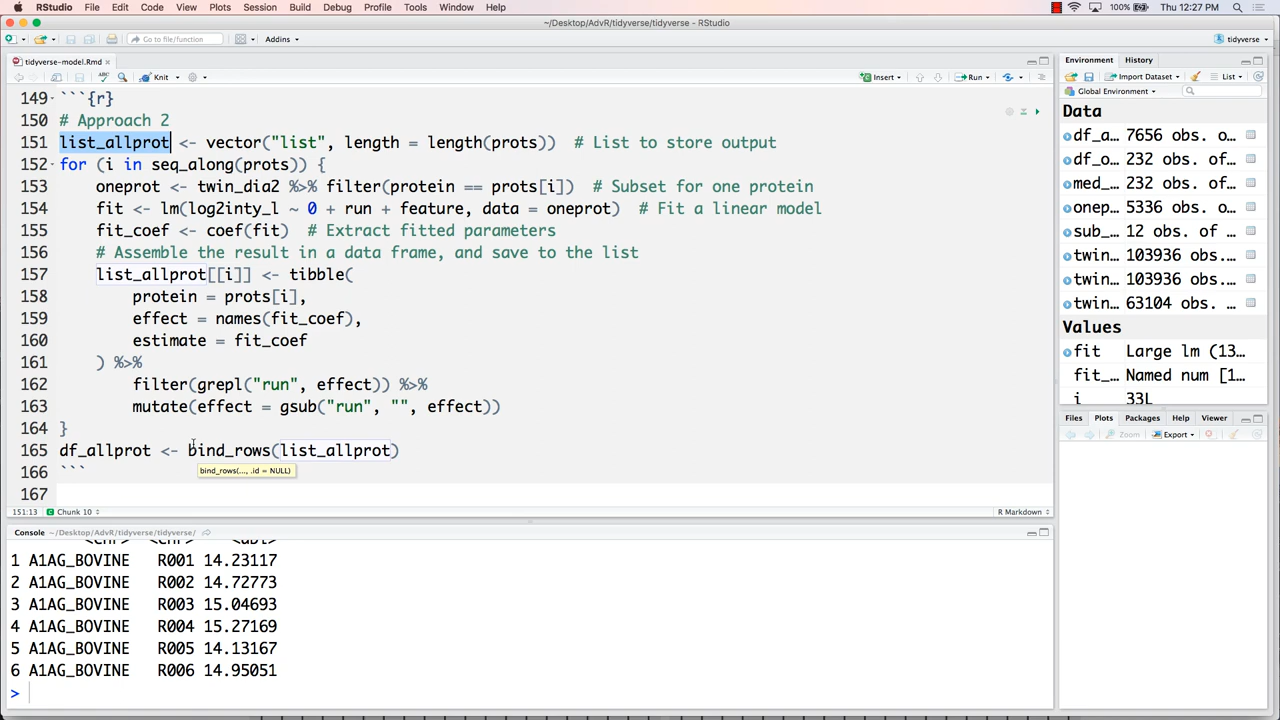 RStudio File Edit Code View Plots Session Build Debug Profile Tools Window Help 100% Thu 12:27 PM
~/Desktop/AdvR/tidyverse/tidyverse - RStudio
Go to file/function Addins tidyverse
tidyverse-model.Rmd
Knit Insert Run
149 ```{r}
150 # Approach 2
151 list_allprot <- vector("list", length = length(prots)) # List to store output
152 for (i in seq_along(prots)) {
153 oneprot <- twin_dia2 %>% filter(protein == prots[i]) # Subset for one protein
154 fit <- lm(log2inty_l ~ 0 + run + feature, data = oneprot) # Fit a linear model
155 fit_coef <- coef(fit) # Extract fitted parameters
156 # Assemble the result in a data frame, and save to the list
157 list_allprot[[i]] <- tibble(
158 protein = prots[i],
159 effect = names(fit_coef),
160 estimate = fit_coef
161 ) %>%
162 filter(grepl("run", effect)) %>%
163 mutate(effect = gsub("run", "", effect))
164 }
165 df_allprot <- bind_rows(list_allprot)
166 ```
bind_rows(..., .id = NULL)
167
151:13 Chunk 10 R Markdown
Console ~/Desktop/AdvR/tidyverse/tidyverse/
<chr> <chr> <dbl>
1 A1AG_BOVINE R001 14.23117
2 A1AG_BOVINE R002 14.72773
3 A1AG_BOVINE R003 15.04693
4 A1AG_BOVINE R004 15.27169
5 A1AG_BOVINE R005 14.13167
6 A1AG_BOVINE R006 14.95051
>
Environment History
Import Dataset List
Global Environment
Data
df_a… 7656 obs. o…
df_o… 232 obs. of…
med_… 232 obs. of…
onep… 5336 obs. o…
sub_… 12 obs. of …
twin… 103936 obs.…
twin… 103936 obs.…
twin… 63104 obs. …
Values
fit Large lm (13…
fit_… Named num [1…
i 33L
Files Plots Packages Help Viewer
Zoom Export